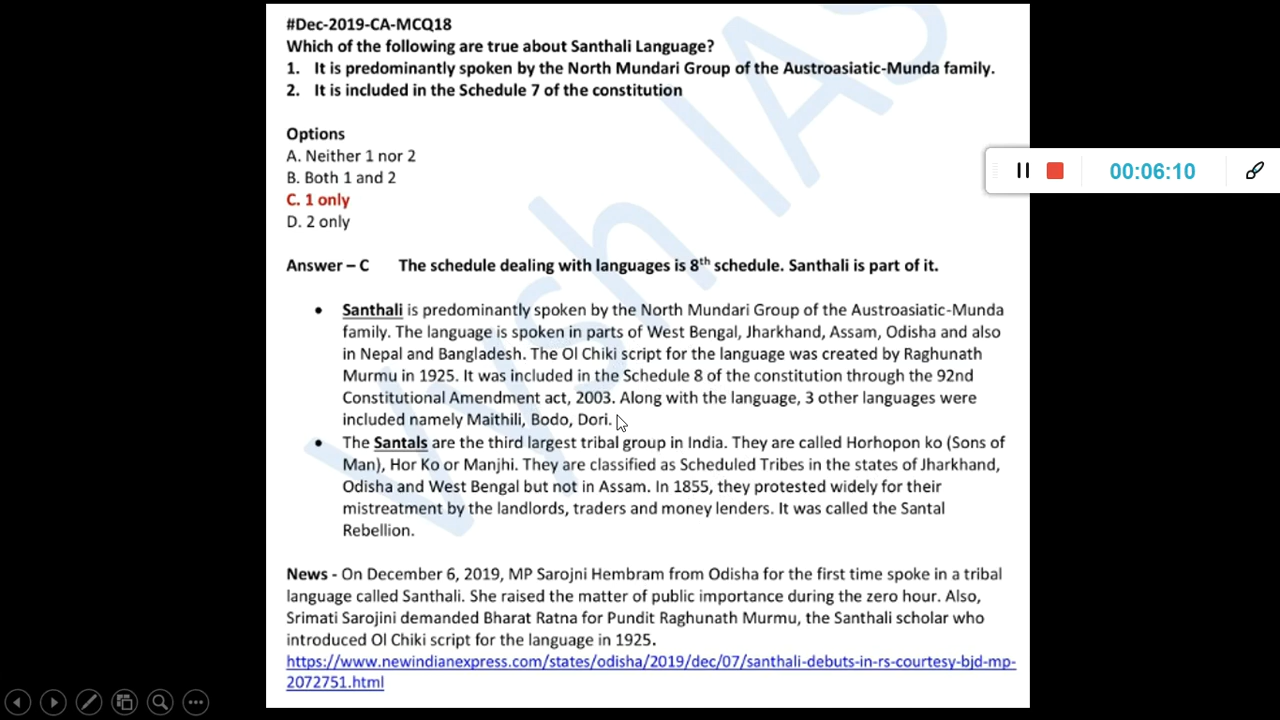 #Dec-2019-CA-MCQ18
Which of the following are true about Santhali Language?
1. It is predominantly spoken by the North Mundari Group of the Austroasiatic-Munda family.
2. It is included in the Schedule 7 of the constitution
Options
A. Neither 1 nor 2
B. Both 1 and 2
C. 1 only
D. 2 only
Answer – C The schedule dealing with languages is 8th schedule. Santhali is part of it.
• Santhali is predominantly spoken by the North Mundari Group of the Austroasiatic-Munda
family. The language is spoken in parts of West Bengal, Jharkhand, Assam, Odisha and also
in Nepal and Bangladesh. The Ol Chiki script for the language was created by Raghunath
Murmu in 1925. It was included in the Schedule 8 of the constitution through the 92nd
Constitutional Amendment act, 2003. Along with the language, 3 other languages were
included namely Maithili, Bodo, Dori.
• The Santals are the third largest tribal group in India. They are called Horhopon ko (Sons of
Man), Hor Ko or Manjhi. They are classified as Scheduled Tribes in the states of Jharkhand,
Odisha and West Bengal but not in Assam. In 1855, they protested widely for their
mistreatment by the landlords, traders and money lenders. It was called the Santal
Rebellion.
News - On December 6, 2019, MP Sarojni Hembram from Odisha for the first time spoke in a tribal
language called Santhali. She raised the matter of public importance during the zero hour. Also,
Srimati Sarojini demanded Bharat Ratna for Pundit Raghunath Murmu, the Santhali scholar who
introduced Ol Chiki script for the language in 1925.
https://www.newindianexpress.com/states/odisha/2019/dec/07/santhali-debuts-in-rs-courtesy-bjd-mp-
2072751.html
00:06:10